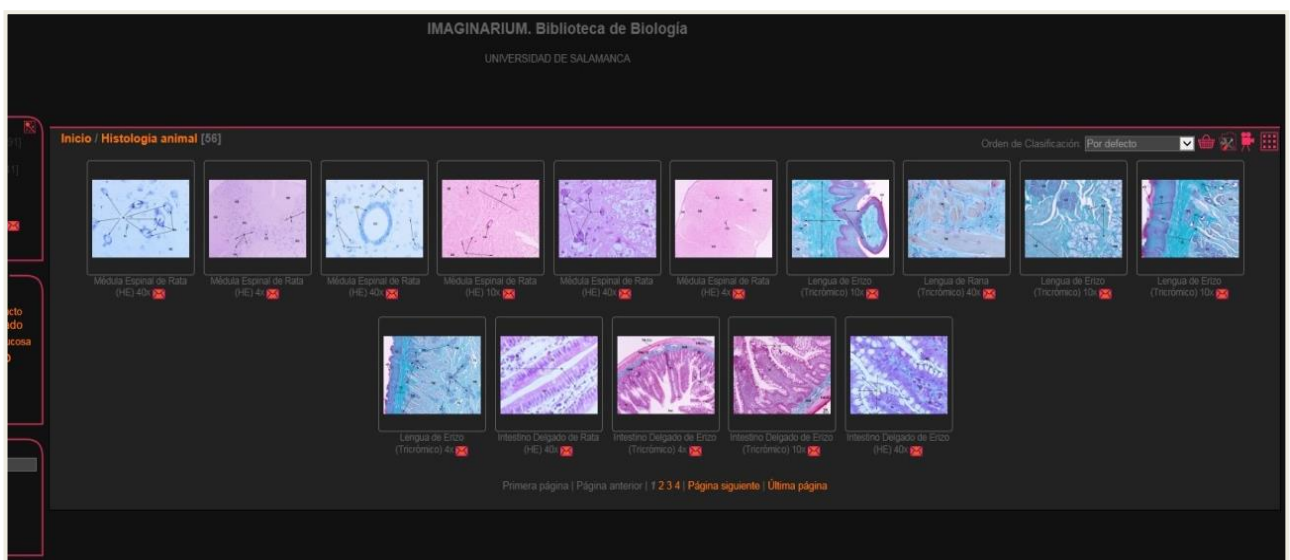 IMAGINARIUM. Biblioteca de Biología
UNIVERSIDAD DE SALAMANCA
Inicio / Histología animal [56]
Orden de Clasificación: Por defecto
Médula Espinal de Rata
(HE) 40x
Médula Espinal de Rata
(HE) 4x
Médula Espinal de Rata
(HE) 40x
Médula Espinal de Rata
(HE) 10x
Médula Espinal de Rata
(HE) 40x
Médula Espinal de Rata
(HE) 4x
Lengua de Erizo
(Tricrómico) 10x
Lengua de Rana
(Tricrómico) 40x
Lengua de Erizo
(Tricrómico) 10x
Lengua de Erizo
(Tricrómico) 10x
Lengua de Erizo
(Tricrómico) 4x
Intestino Delgado de Rata
(HE) 40x
Intestino Delgado de Erizo
(Tricrómico) 4x
Intestino Delgado de Erizo
(Tricrómico) 10x
Intestino Delgado de Erizo
(HE) 40x
Primera página | Página anterior | 1 2 3 4 | Página siguiente | Última página